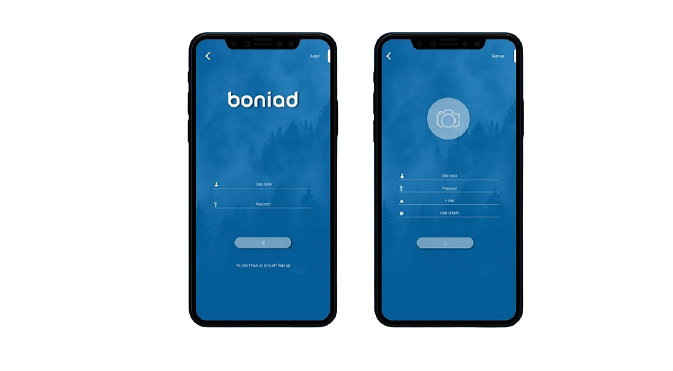 Login
boniad
User name
Password
You don't have an account? Sign up
Sign up
User name
Password
E-mail
Date of birth